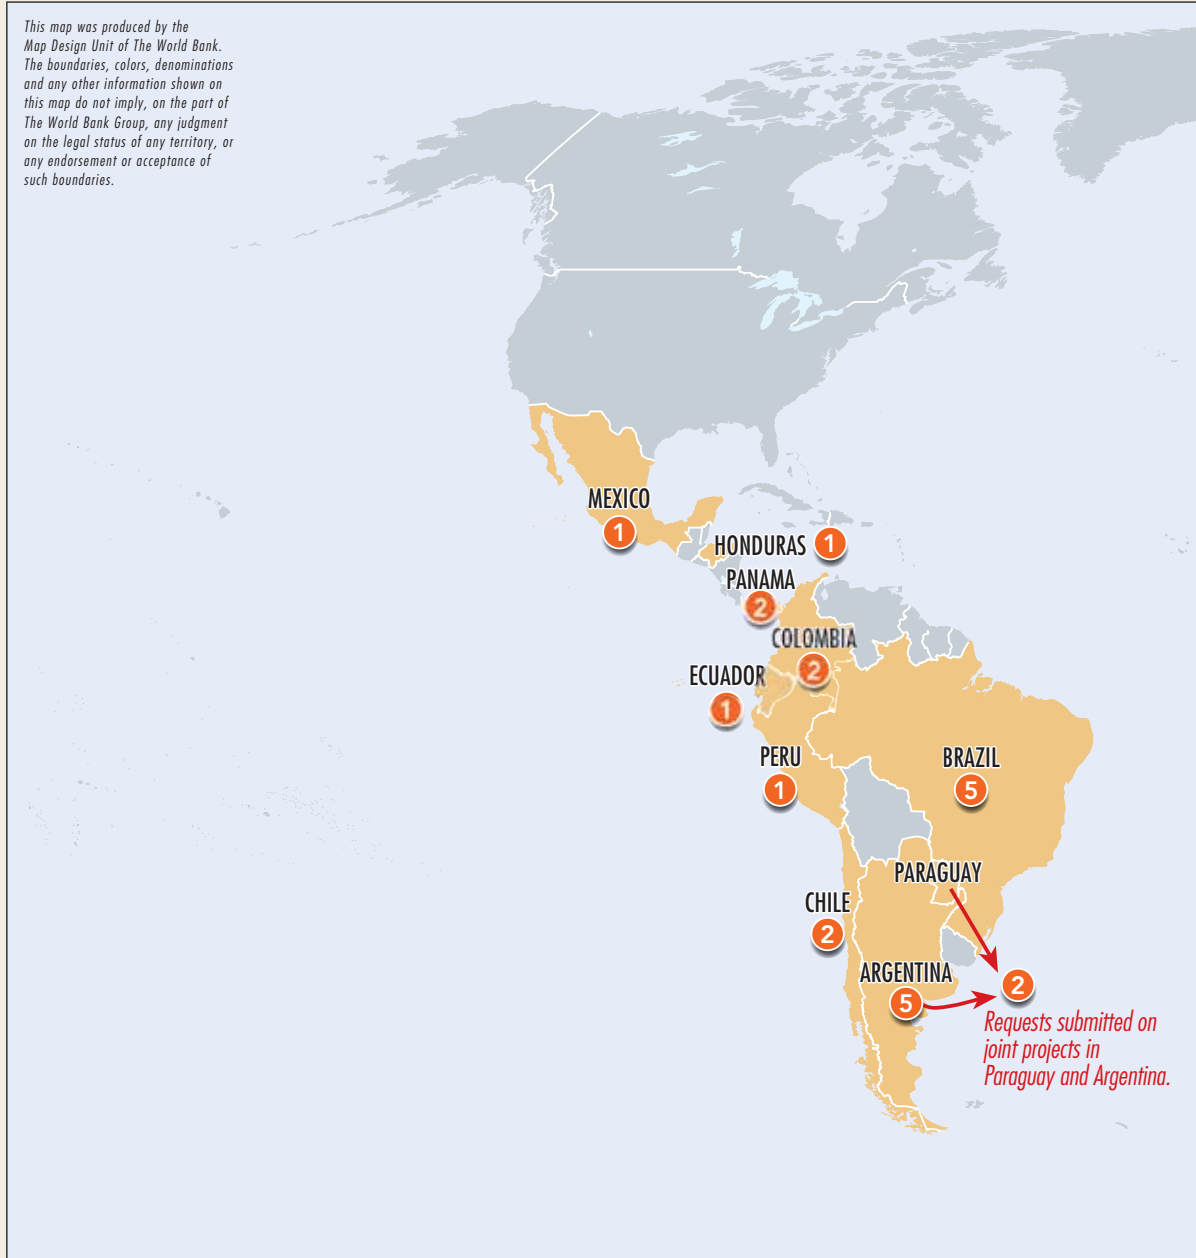 This map was produced by the
Map Design Unit of The World Bank.
The boundaries, colors, denominations
and any other information shown on
this map do not imply, on the part of
The World Bank Group, any judgment
on the legal status of any territory, or
any endorsement or acceptance of
such boundaries.
MEXICO
1
HONDURAS 1
PANAMA
2
COLOMBIA
2
ECUADOR
1
PERU
1
BRAZIL
5
PARAGUAY
CHILE
2
ARGENTINA
5
2
Requests submitted on
joint projects in
Paraguay and Argentina.